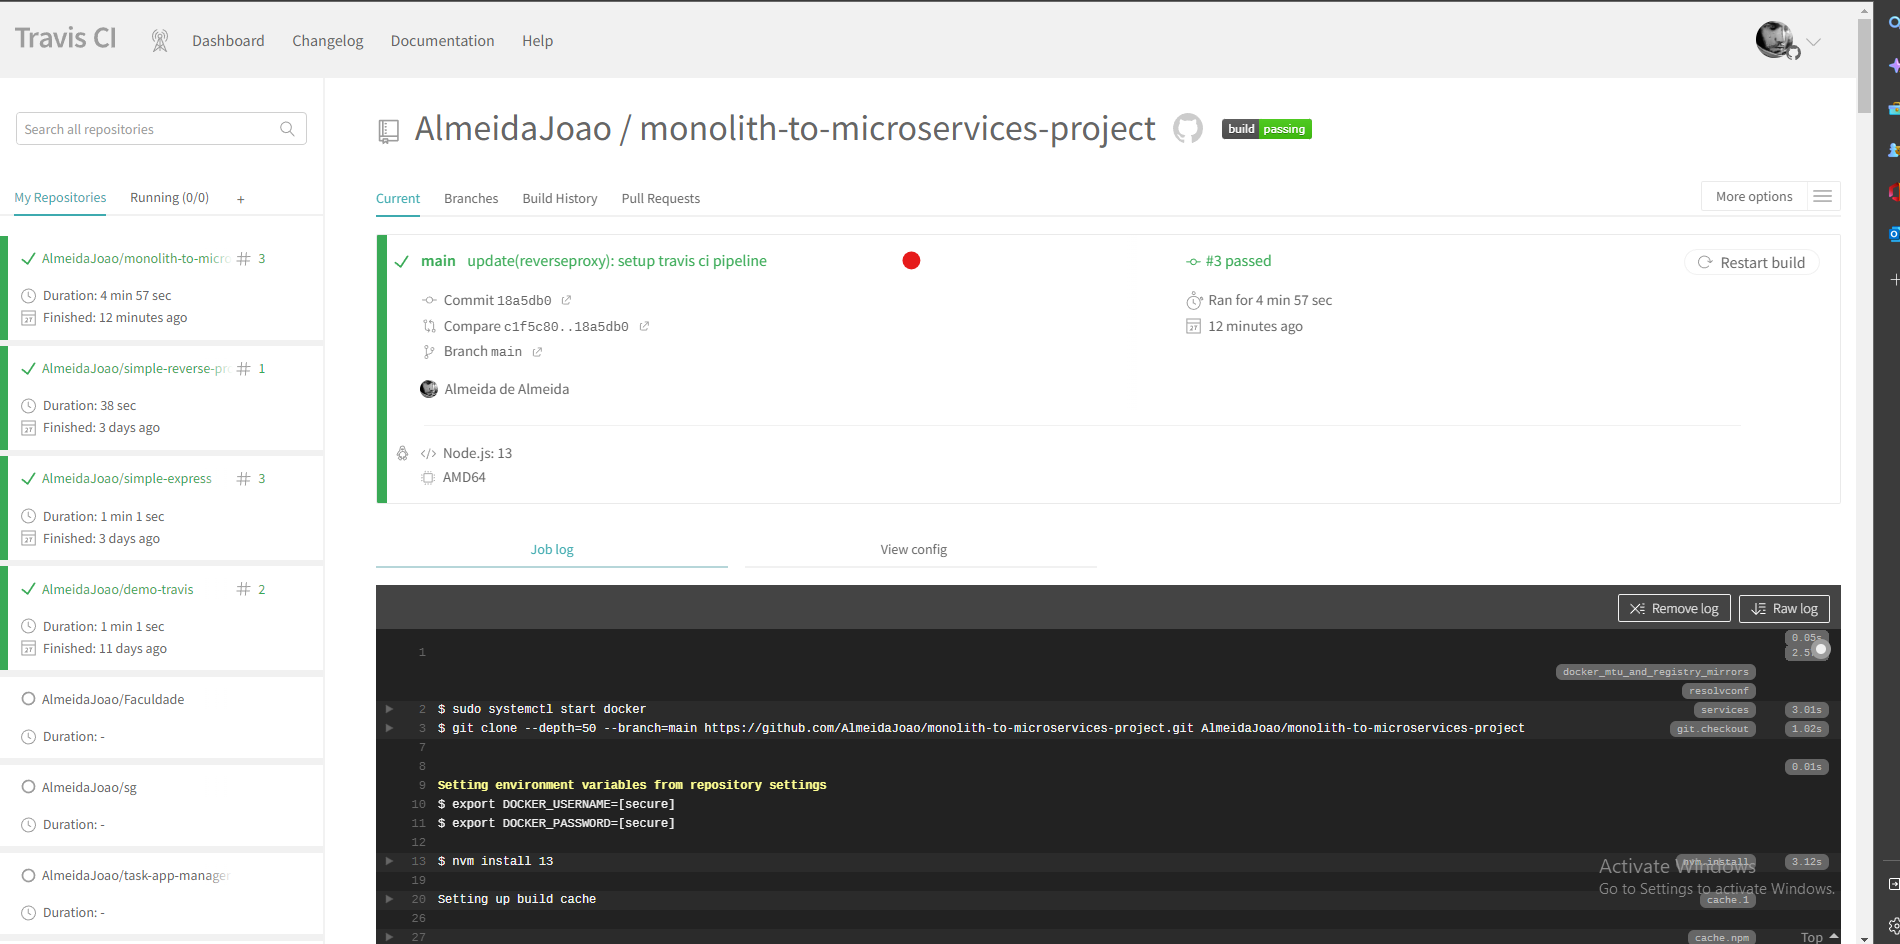 Travis CI
Dashboard
Changelog
Documentation
Help
Search all repositories
My Repositories
Running (0/0)
+
AlmeidaJoao/monolith-to-micro
# 3
Duration: 4 min 57 sec
Finished: 12 minutes ago
AlmeidaJoao/simple-reverse-pr
# 1
Duration: 38 sec
Finished: 3 days ago
AlmeidaJoao/simple-express
# 3
Duration: 1 min 1 sec
Finished: 3 days ago
AlmeidaJoao/demo-travis
# 2
Duration: 1 min 1 sec
Finished: 11 days ago
AlmeidaJoao/Faculdade
Duration: -
AlmeidaJoao/sg
Duration: -
AlmeidaJoao/task-app-manager
Duration: -
AlmeidaJoao / monolith-to-microservices-project
build passing
Current
Branches
Build History
Pull Requests
More options
main update(reverseproxy): setup travis ci pipeline
#3 passed
Restart build
Commit 18a5db0
Ran for 4 min 57 sec
Compare c1f5c80..18a5db0
12 minutes ago
Branch main
Almeida de Almeida
</> Node.js: 13
AMD64
Job log
View config
Remove log
Raw log
0.05s
1
docker_mtu_and_registry_mirrors
resolvconf
2 $ sudo systemctl start docker services 3.01s
3 $ git clone --depth=50 --branch=main https://github.com/AlmeidaJoao/monolith-to-microservices-project.git AlmeidaJoao/monolith-to-microservices-project git.checkout 1.02s
7
8 0.01s
9 Setting environment variables from repository settings
10 $ export DOCKER_USERNAME=[secure]
11 $ export DOCKER_PASSWORD=[secure]
12
13 $ nvm install 13 nvm.install 3.12s
19
20 Setting up build cache cache.1
26
27 cache.npm
Activate Windows
Go to Settings to activate Windows.
Top